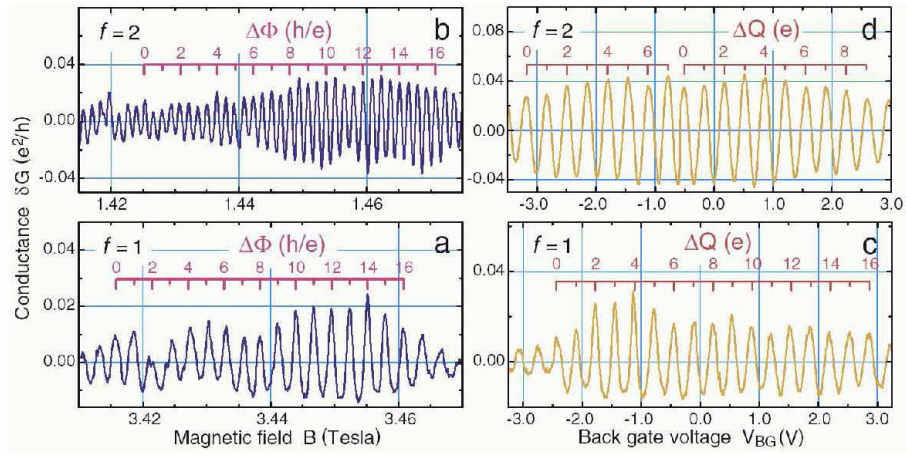 b
f = 2
ΔΦ (h/e)
0 2 4 6 8 10 12 14 16
0.04
0.00
-0.04
1.42 1.44 1.46
d
f = 2
ΔQ (e)
0 2 4 6 0 2 4 6 8
0.08
0.04
0.00
-0.04
-3.0 -2.0 -1.0 0.0 1.0 2.0 3.0
Conductance δG (e²/h)
a
f = 1
ΔΦ (h/e)
0 2 4 6 8 10 12 14 16
0.04
0.02
0.00
3.42 3.44 3.46
Magnetic field B (Tesla)
c
f = 1
ΔQ (e)
0 2 4 6 8 10 12 14 16
0.04
0.00
-3.0 -2.0 -1.0 0.0 1.0 2.0 3.0
Back gate voltage V_BG (V)